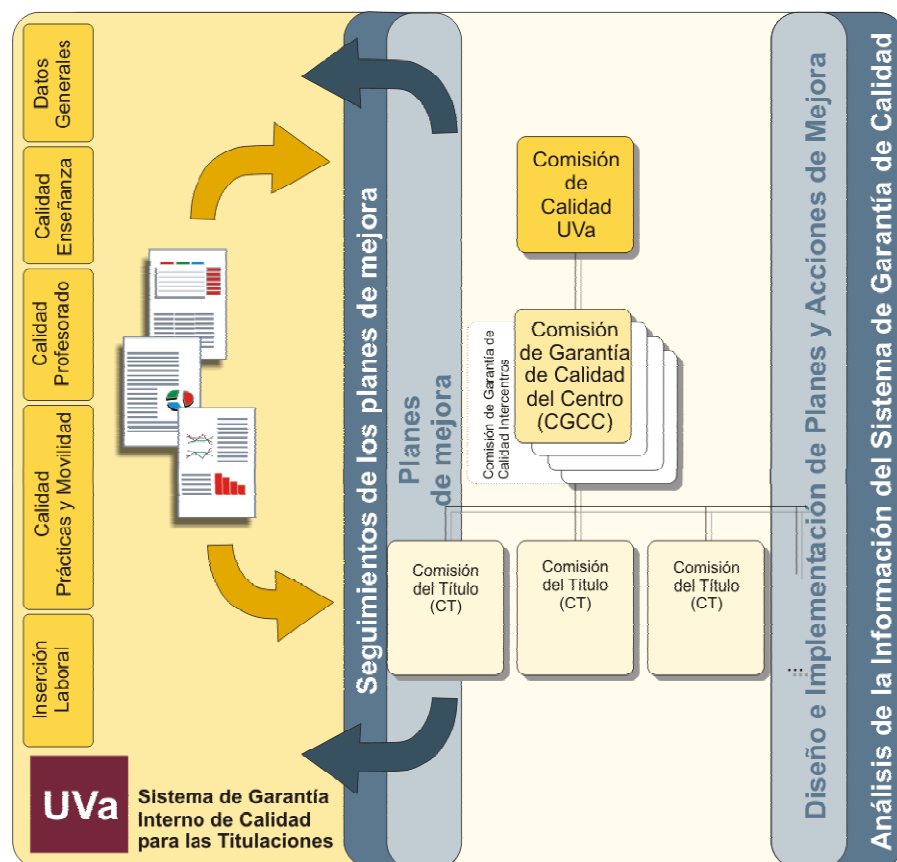 Datos
Generales
Calidad
Enseñanza
Calidad
Profesorado
Calidad
Prácticas y Movilidad
Inserción
Laboral
UVa
Sistema de Garantía
Interno de Calidad
para las Titulaciones
Seguimientos de los planes de mejora
Planes
de mejora
Comisión
de
Calidad
UVa
Comisión de Garantía de
Calidad Intercentros
Comisión
de Garantía
de Calidad
del Centro
(CGCC)
Comisión
del Título
(CT)
Comisión
del Título
(CT)
Comisión
del Título
(CT)
...
Diseño e Implementación de Planes y Acciones de Mejora
Análisis de la Información del Sistema de Garantía de Calidad